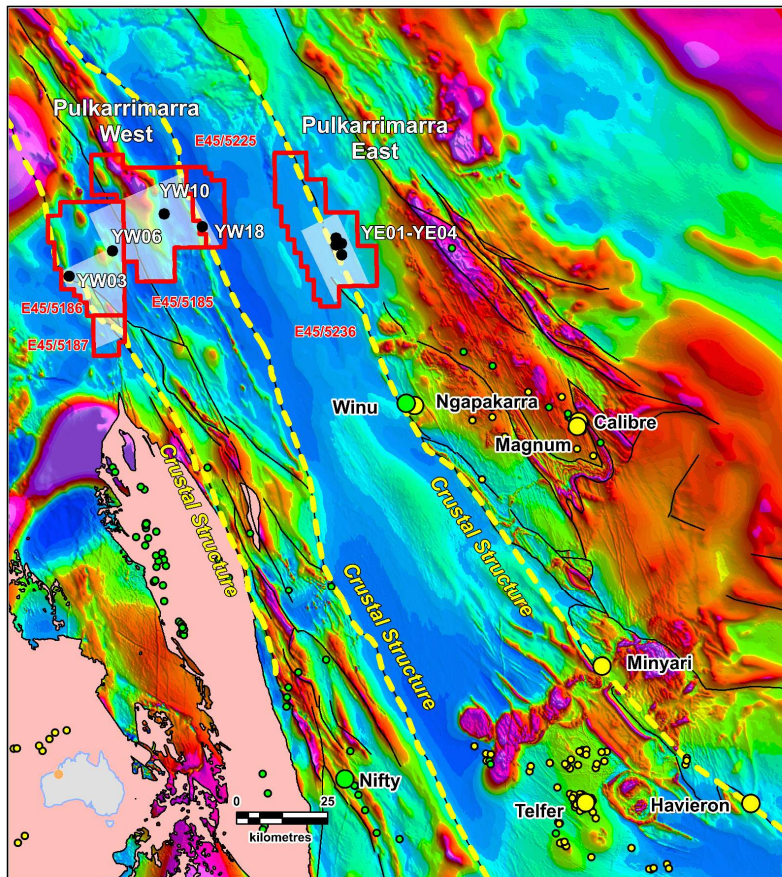 Pulkarrimarra
West
E45/5225
Pulkarrimarra
East
YW10
YW18
YW06
YE01-YE04
YW03
E45/5185
E45/5186
E45/5187
E45/5236
Winu
Ngapakarra
Calibre
Magnum
Crustal Structure
Crustal Structure
Crustal Structure
Minyari
Nifty
Telfer
Havieron
0
25
kilometres